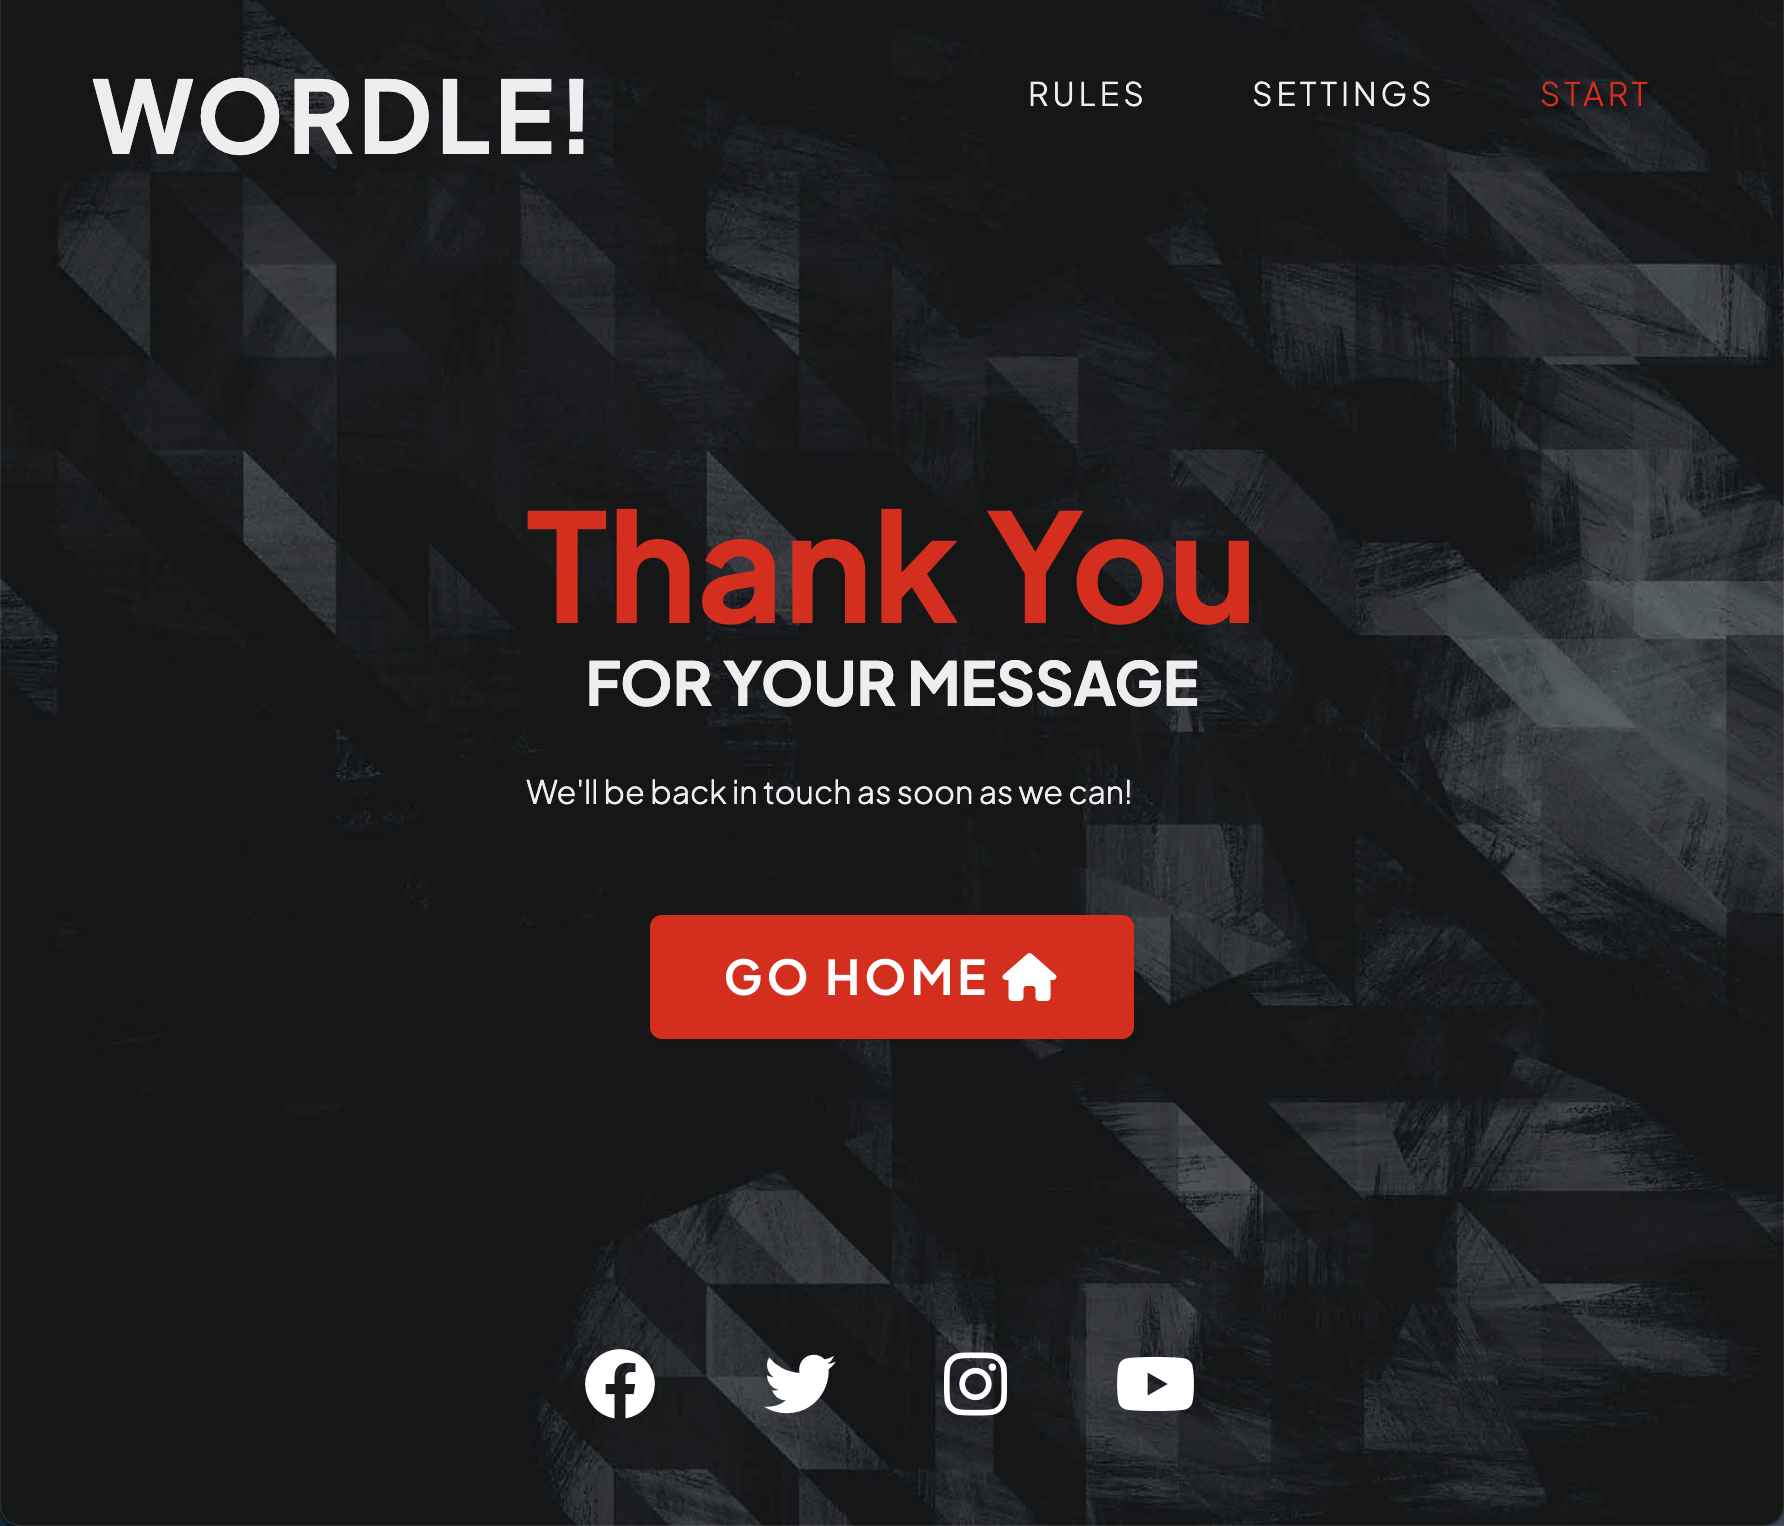 WORDLE!
RULES SETTINGS START
Thank You
FOR YOUR MESSAGE
We'll be back in touch as soon as we can!
GO HOME